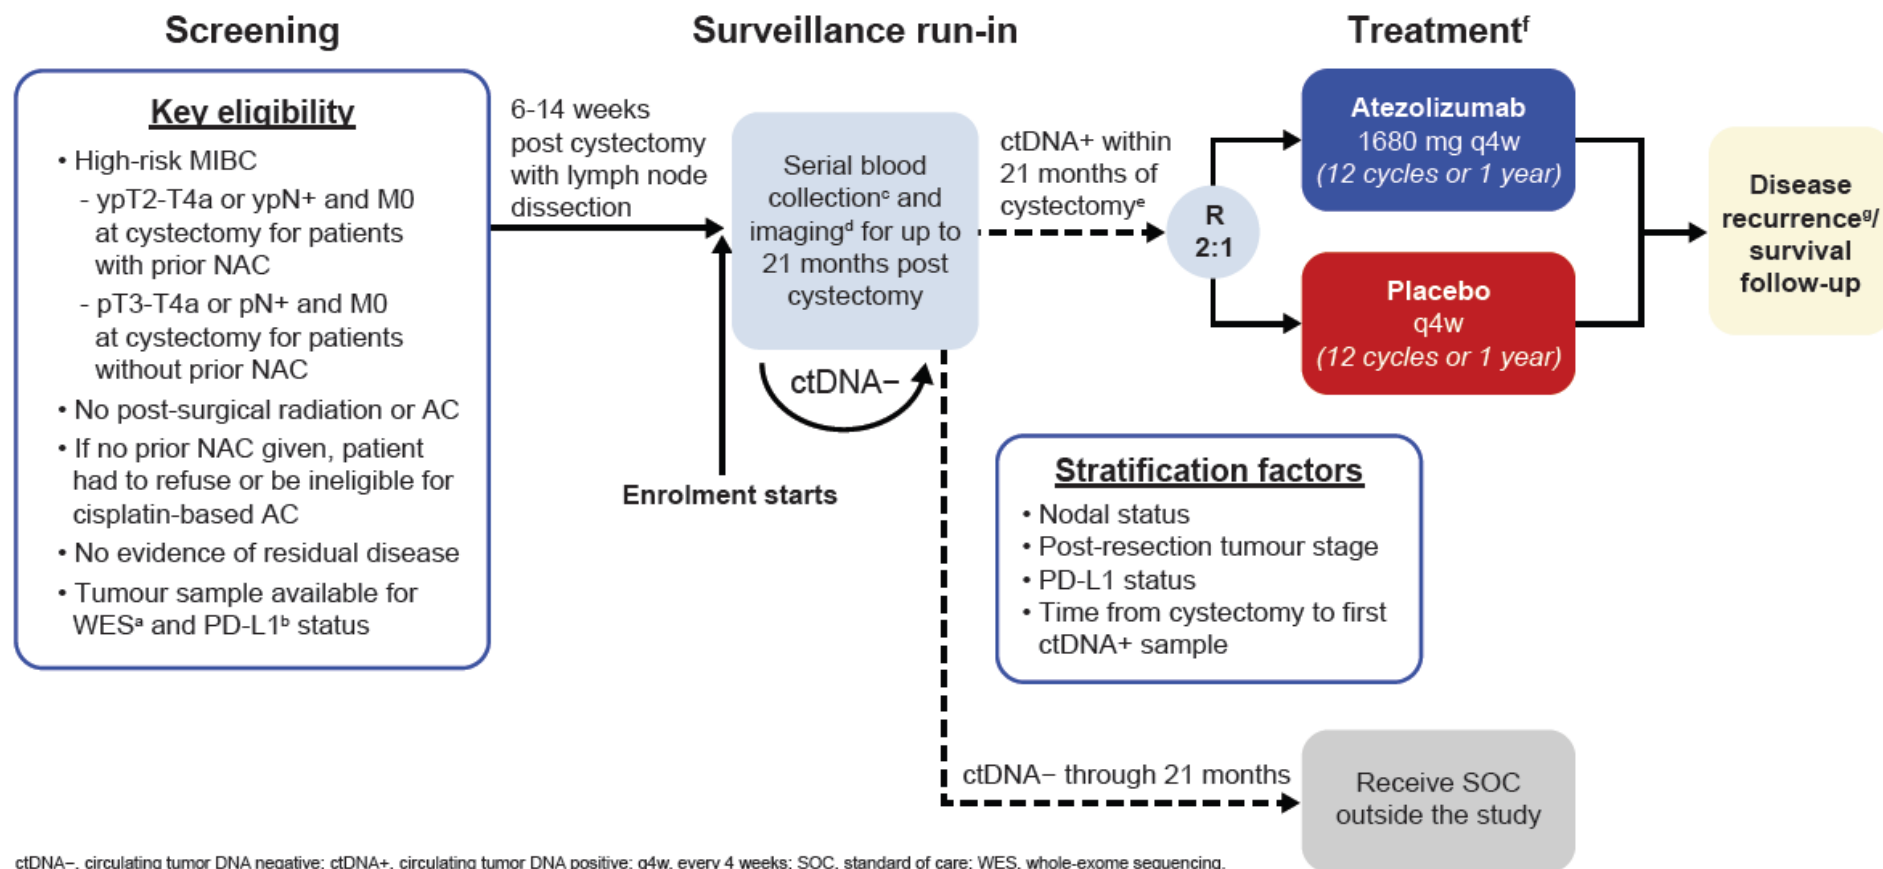 Screening
Key eligibility
• High-risk MIBC
- ypT2-T4a or ypN+ and M0
at cystectomy for patients
with prior NAC
- pT3-T4a or pN+ and M0
at cystectomy for patients
without prior NAC
• No post-surgical radiation or AC
• If no prior NAC given, patient
had to refuse or be ineligible for
cisplatin-based AC
• No evidence of residual disease
• Tumour sample available for
WESᵃ and PD-L1ᵇ status
6-14 weeks
post cystectomy
with lymph node
dissection
Surveillance run-in
Serial blood
collectionᶜ and
imagingᵈ for up to
21 months post
cystectomy
ctDNA−
Enrolment starts
ctDNA+ within
21 months of
cystectomyᵉ
R
2:1
Treatmentᶠ
Atezolizumab
1680 mg q4w
(12 cycles or 1 year)
Placebo
q4w
(12 cycles or 1 year)
Disease
recurrenceᵍ/
survival
follow-up
Stratification factors
• Nodal status
• Post-resection tumour stage
• PD-L1 status
• Time from cystectomy to first
ctDNA+ sample
ctDNA− through 21 months
Receive SOC
outside the study
ctDNA−, circulating tumor DNA negative; ctDNA+, circulating tumor DNA positive; q4w, every 4 weeks; SOC, standard of care; WES, whole-exome sequencing.